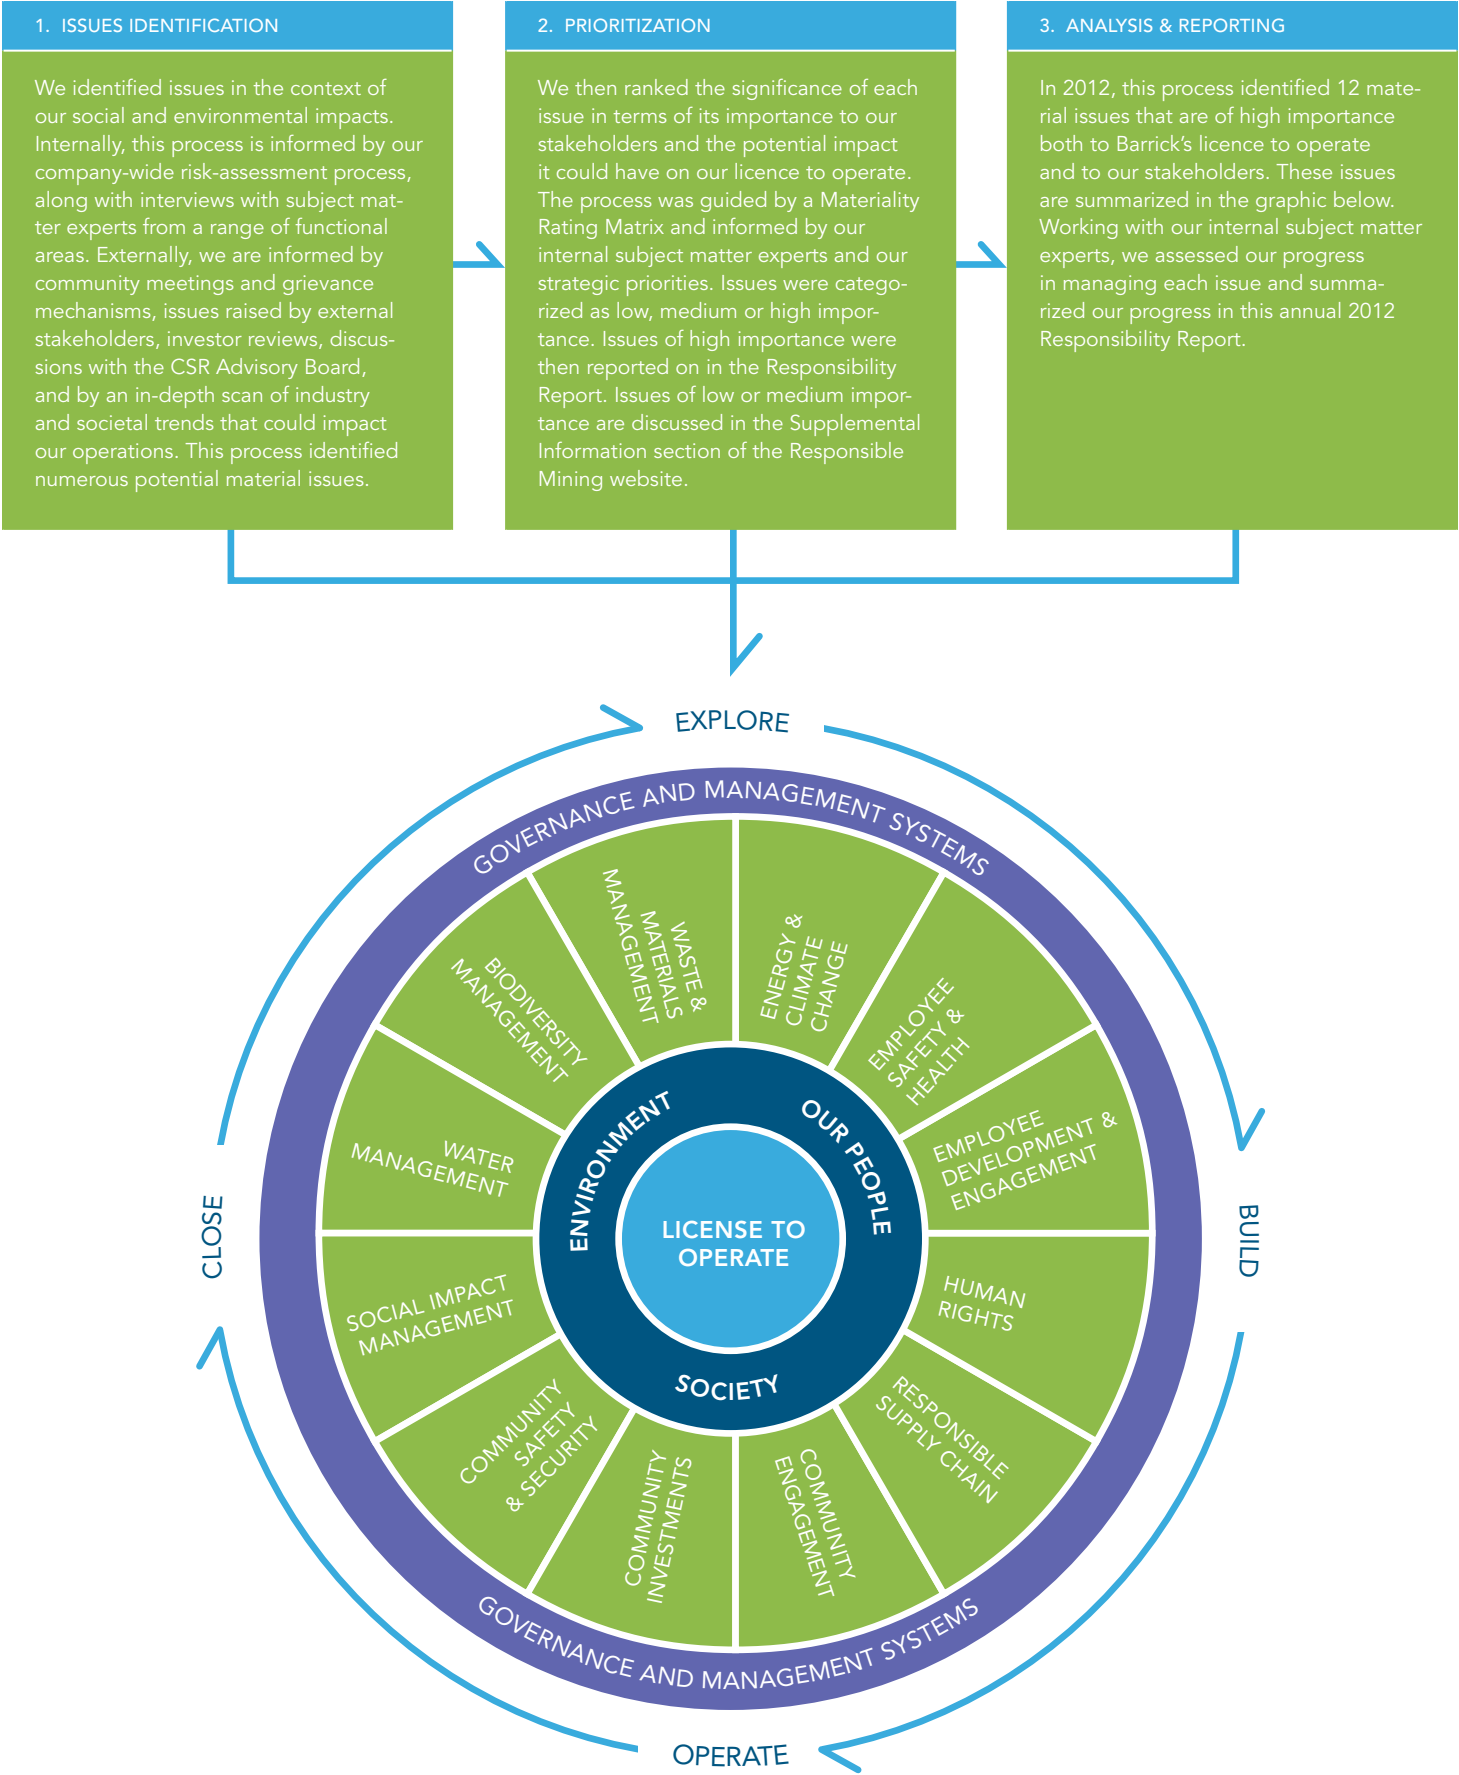 1. ISSUES IDENTIFICATION
We identified issues in the context of
our social and environmental impacts.
Internally, this process is informed by our
company-wide risk-assessment process,
along with interviews with subject mat-
ter experts from a range of functional
areas. Externally, we are informed by
community meetings and grievance
mechanisms, issues raised by external
stakeholders, investor reviews, discus-
sions with the CSR Advisory Board,
and by an in-depth scan of industry
and societal trends that could impact
our operations. This process identified
numerous potential material issues.
2. PRIORITIZATION
We then ranked the significance of each
issue in terms of its importance to our
stakeholders and the potential impact
it could have on our licence to operate.
The process was guided by a Materiality
Rating Matrix and informed by our
internal subject matter experts and our
strategic priorities. Issues were catego-
rized as low, medium or high impor-
tance. Issues of high importance were
then reported on in the Responsibility
Report. Issues of low or medium impor-
tance are discussed in the Supplemental
Information section of the Responsible
Mining website.
3. ANALYSIS & REPORTING
In 2012, this process identified 12 mate-
rial issues that are of high importance
both to Barrick’s licence to operate
and to our stakeholders. These issues
are summarized in the graphic below.
Working with our internal subject matter
experts, we assessed our progress
in managing each issue and summa-
rized our progress in this annual 2012
Responsibility Report.
EXPLORE
BUILD
OPERATE
CLOSE
GOVERNANCE AND MANAGEMENT SYSTEMS
WASTE &
MATERIALS
MANAGEMENT
ENERGY &
CLIMATE
CHANGE
EMPLOYEE
SAFETY &
HEALTH
EMPLOYEE
DEVELOPMENT &
ENGAGEMENT
HUMAN
RIGHTS
RESPONSIBLE
SUPPLY CHAIN
COMMUNITY
ENGAGEMENT
COMMUNITY
INVESTMENTS
COMMUNITY
SAFETY
& SECURITY
SOCIAL IMPACT
MANAGEMENT
WATER
MANAGEMENT
BIODIVERSITY
MANAGEMENT
ENVIRONMENT
OUR PEOPLE
SOCIETY
LICENSE TO
OPERATE
GOVERNANCE AND MANAGEMENT SYSTEMS